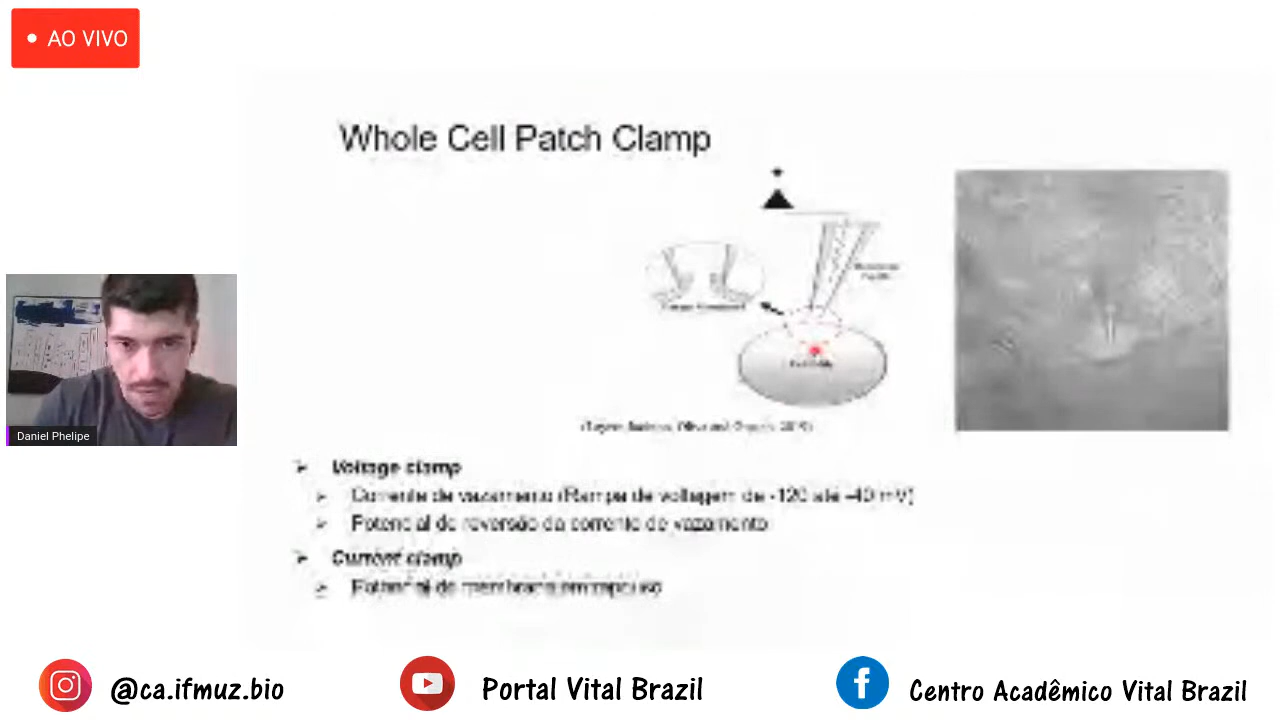 AO VIVO
Whole Cell Patch Clamp
Daniel Phelipe
Voltage clamp
Corrente de vazamento (Rampa de voltagem de -120 até -40 mV)
Potencial de reversão da corrente de vazamento
Current clamp
Potencial de membrana em repouso
@ca.ifmuz.bio
Portal Vital Brazil
Centro Acadêmico Vital Brazil